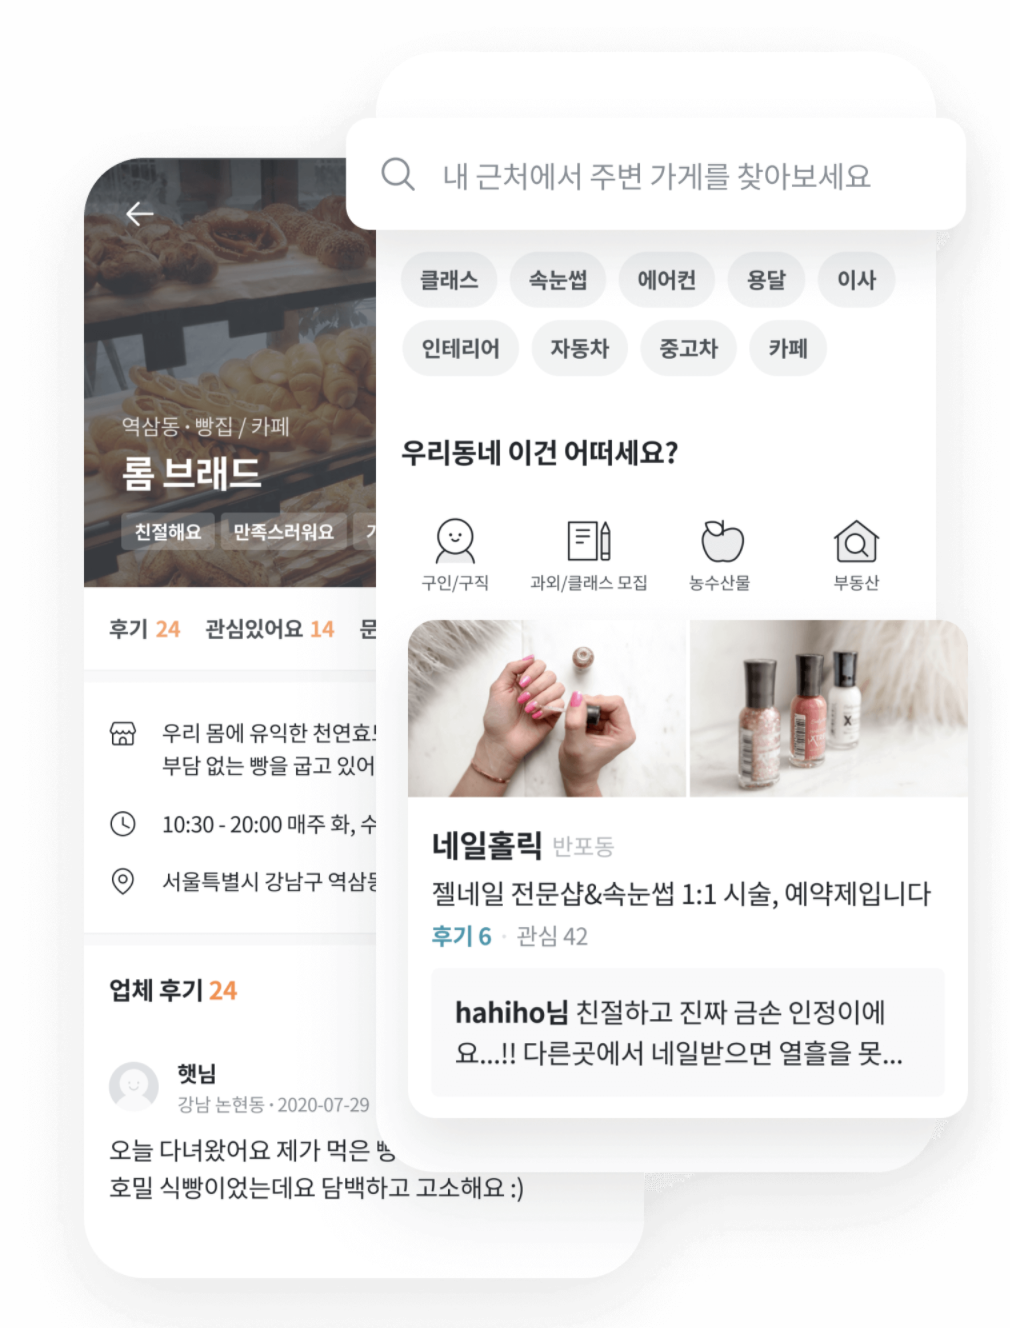 내 근처에서 주변 가게를 찾아보세요
클래스 속눈썹 에어컨 용달 이사
인테리어 자동차 중고차 카페
우리동네 이건 어떠세요?
구인/구직 과외/클래스 모집 농수산물 부동산
네일홀릭 반포동
젤네일 전문샵&속눈썹 1:1 시술, 예약제입니다
후기 6 · 관심 42
hahiho님 친절하고 진짜 금손 인정이에
요...!! 다른곳에서 네일받으면 열흘을 못...
역삼동 · 빵집 / 카페
롬 브래드
친절해요 만족스러워요
후기 24 관심있어요 14 문
우리 몸에 유익한 천연효
부담 없는 빵을 굽고 있어
10:30 - 20:00 매주 화, 수
서울특별시 강남구 역삼동
업체 후기 24
햇님
강남 논현동 · 2020-07-29
오늘 다녀왔어요 제가 먹은 빵
호밀 식빵이었는데요 담백하고 고소해요 :)